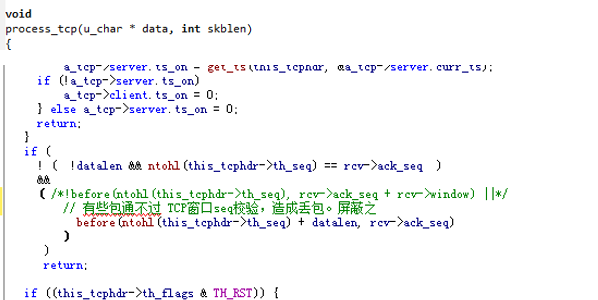 void
process_tcp(u_char * data, int skblen)
{
a_tcp->server.ts_on = get_ts(this_tcphdr, &a_tcp->server.curr_ts);
if (!a_tcp->server.ts_on)
a_tcp->client.ts_on = 0;
} else a_tcp->server.ts_on = 0;
return;
}
if (
! ( !datalen && ntohl(this_tcphdr->th_seq) == rcv->ack_seq )
&&
( /*!before(ntohl(this_tcphdr->th_seq), rcv->ack_seq + rcv->window) ||*/
// 有些包通不过 TCP窗口seq校验，造成丢包。屏蔽之
before(ntohl(this_tcphdr->th_seq) + datalen, rcv->ack_seq)
)
)
return;
if ((this_tcphdr->th_flags & TH_RST)) {